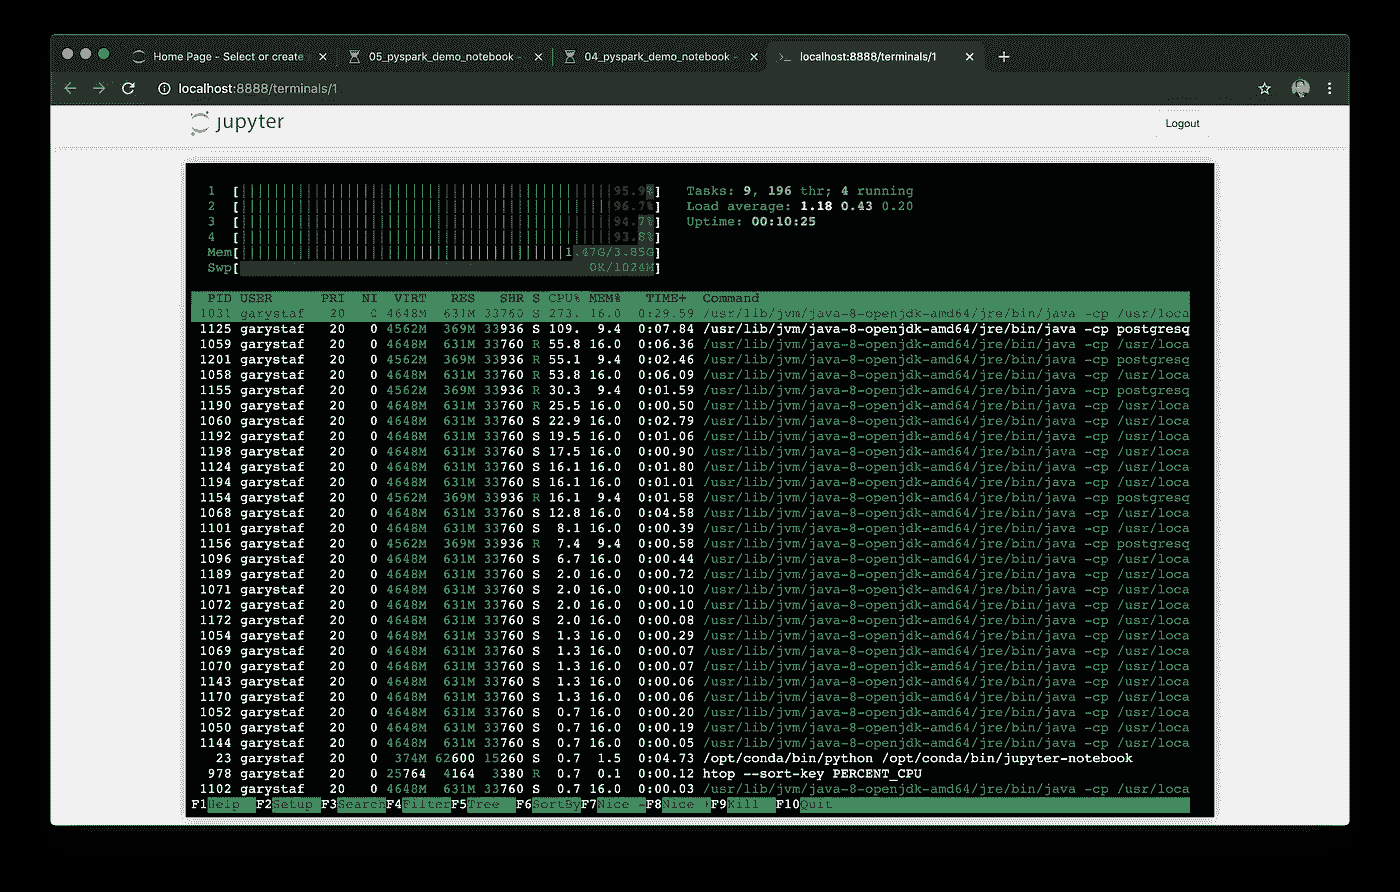 Home Page - Select or create
05_pyspark_demo_notebook -
04_pyspark_demo_notebook -
localhost:8888/terminals/1
localhost:8888/terminals/1
jupyter
Logout
1 [ 95.9%] Tasks: 9, 196 thr; 4 running
2 [ 96.7%] Load average: 1.18 0.43 0.20
3 [ 94.7%] Uptime: 00:10:25
4 [ 93.8%]
Mem[ 1.47G/3.85G]
Swp[ 0K/1024M]
PID USER PRI NI VIRT RES SHR S CPU% MEM% TIME+ Command
1031 garystaf 20 0 4648M 631M 33760 S 273. 16.0 0:29.59 /usr/lib/jvm/java-8-openjdk-amd64/jre/bin/java -cp /usr/loca
1125 garystaf 20 0 4562M 369M 33936 S 109. 9.4 0:07.84 /usr/lib/jvm/java-8-openjdk-amd64/jre/bin/java -cp postgresq
1059 garystaf 20 0 4648M 631M 33760 R 55.8 16.0 0:06.36 /usr/lib/jvm/java-8-openjdk-amd64/jre/bin/java -cp /usr/loca
1201 garystaf 20 0 4562M 369M 33936 R 55.1 9.4 0:02.46 /usr/lib/jvm/java-8-openjdk-amd64/jre/bin/java -cp postgresq
1058 garystaf 20 0 4648M 631M 33760 R 53.8 16.0 0:06.09 /usr/lib/jvm/java-8-openjdk-amd64/jre/bin/java -cp /usr/loca
1155 garystaf 20 0 4562M 369M 33936 R 30.3 9.4 0:01.59 /usr/lib/jvm/java-8-openjdk-amd64/jre/bin/java -cp postgresq
1190 garystaf 20 0 4648M 631M 33760 R 25.5 16.0 0:00.50 /usr/lib/jvm/java-8-openjdk-amd64/jre/bin/java -cp /usr/loca
1060 garystaf 20 0 4648M 631M 33760 S 22.9 16.0 0:02.79 /usr/lib/jvm/java-8-openjdk-amd64/jre/bin/java -cp /usr/loca
1192 garystaf 20 0 4648M 631M 33760 S 19.5 16.0 0:01.06 /usr/lib/jvm/java-8-openjdk-amd64/jre/bin/java -cp /usr/loca
1198 garystaf 20 0 4648M 631M 33760 S 17.5 16.0 0:00.90 /usr/lib/jvm/java-8-openjdk-amd64/jre/bin/java -cp /usr/loca
1124 garystaf 20 0 4648M 631M 33760 S 16.1 16.0 0:01.80 /usr/lib/jvm/java-8-openjdk-amd64/jre/bin/java -cp /usr/loca
1194 garystaf 20 0 4648M 631M 33760 S 16.1 16.0 0:01.01 /usr/lib/jvm/java-8-openjdk-amd64/jre/bin/java -cp /usr/loca
1154 garystaf 20 0 4562M 369M 33936 R 16.1 9.4 0:01.58 /usr/lib/jvm/java-8-openjdk-amd64/jre/bin/java -cp postgresq
1068 garystaf 20 0 4648M 631M 33760 S 12.8 16.0 0:04.58 /usr/lib/jvm/java-8-openjdk-amd64/jre/bin/java -cp /usr/loca
1101 garystaf 20 0 4648M 631M 33760 S 8.1 16.0 0:00.39 /usr/lib/jvm/java-8-openjdk-amd64/jre/bin/java -cp /usr/loca
1156 garystaf 20 0 4562M 369M 33936 R 7.4 9.4 0:00.58 /usr/lib/jvm/java-8-openjdk-amd64/jre/bin/java -cp postgresq
1096 garystaf 20 0 4648M 631M 33760 S 6.7 16.0 0:00.44 /usr/lib/jvm/java-8-openjdk-amd64/jre/bin/java -cp /usr/loca
1189 garystaf 20 0 4648M 631M 33760 S 2.0 16.0 0:00.72 /usr/lib/jvm/java-8-openjdk-amd64/jre/bin/java -cp /usr/loca
1071 garystaf 20 0 4648M 631M 33760 S 2.0 16.0 0:00.10 /usr/lib/jvm/java-8-openjdk-amd64/jre/bin/java -cp /usr/loca
1072 garystaf 20 0 4648M 631M 33760 S 2.0 16.0 0:00.10 /usr/lib/jvm/java-8-openjdk-amd64/jre/bin/java -cp /usr/loca
1172 garystaf 20 0 4648M 631M 33760 S 2.0 16.0 0:00.08 /usr/lib/jvm/java-8-openjdk-amd64/jre/bin/java -cp /usr/loca
1054 garystaf 20 0 4648M 631M 33760 S 1.3 16.0 0:00.29 /usr/lib/jvm/java-8-openjdk-amd64/jre/bin/java -cp /usr/loca
1069 garystaf 20 0 4648M 631M 33760 S 1.3 16.0 0:00.07 /usr/lib/jvm/java-8-openjdk-amd64/jre/bin/java -cp /usr/loca
1070 garystaf 20 0 4648M 631M 33760 S 1.3 16.0 0:00.07 /usr/lib/jvm/java-8-openjdk-amd64/jre/bin/java -cp /usr/loca
1143 garystaf 20 0 4648M 631M 33760 S 1.3 16.0 0:00.06 /usr/lib/jvm/java-8-openjdk-amd64/jre/bin/java -cp /usr/loca
1170 garystaf 20 0 4648M 631M 33760 S 1.3 16.0 0:00.06 /usr/lib/jvm/java-8-openjdk-amd64/jre/bin/java -cp /usr/loca
1052 garystaf 20 0 4648M 631M 33760 S 0.7 16.0 0:00.20 /usr/lib/jvm/java-8-openjdk-amd64/jre/bin/java -cp /usr/loca
1050 garystaf 20 0 4648M 631M 33760 S 0.7 16.0 0:00.19 /usr/lib/jvm/java-8-openjdk-amd64/jre/bin/java -cp /usr/loca
1144 garystaf 20 0 4648M 631M 33760 S 0.7 16.0 0:00.05 /usr/lib/jvm/java-8-openjdk-amd64/jre/bin/java -cp /usr/loca
23 garystaf 20 0 374M 62600 15260 S 0.7 1.5 0:04.73 /opt/conda/bin/python /opt/conda/bin/jupyter-notebook
978 garystaf 20 0 25764 4164 3380 R 0.7 0.1 0:00.12 htop --sort-key PERCENT_CPU
1102 garystaf 20 0 4648M 631M 33760 S 0.7 16.0 0:00.03 /usr/lib/jvm/java-8-openjdk-amd64/jre/bin/java -cp /usr/loca
F1Help F2Setup F3SearchF4FilterF5Tree F6SortByF7Nice -F8Nice +F9Kill F10Quit